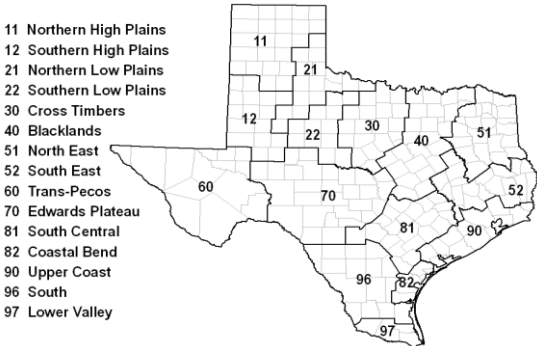 11 Northern High Plains
12 Southern High Plains
21 Northern Low Plains
22 Southern Low Plains
30 Cross Timbers
40 Blacklands
51 North East
52 South East
60 Trans-Pecos
70 Edwards Plateau
81 South Central
82 Coastal Bend
90 Upper Coast
96 South
97 Lower Valley
11
21
12
22
30
40
51
60
70
52
81
90
96
82
97